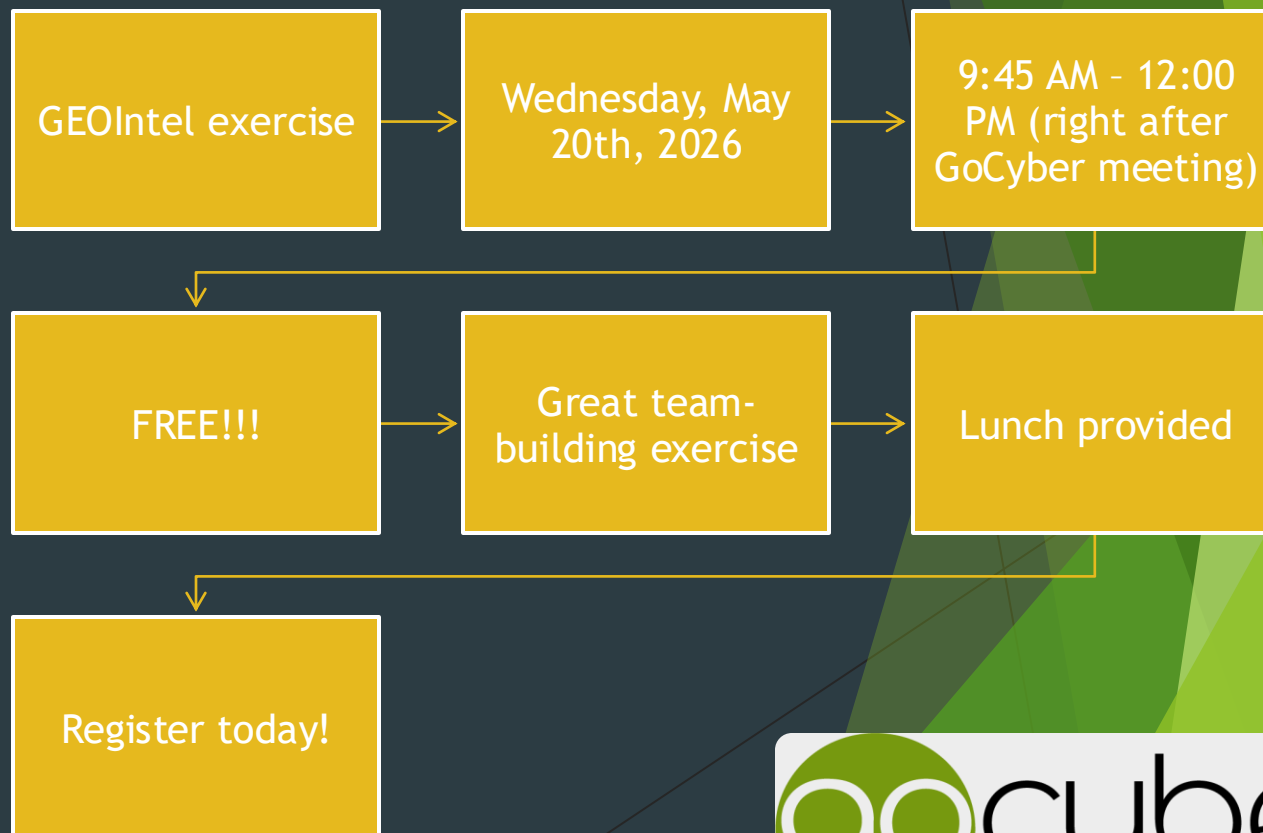 GEOIntel exercise
Wednesday, May
20th, 2026
9:45 AM – 12:00
PM (right after
GoCyber meeting)
FREE!!!
Great team-
building exercise
Lunch provided
Register today!
gocybe